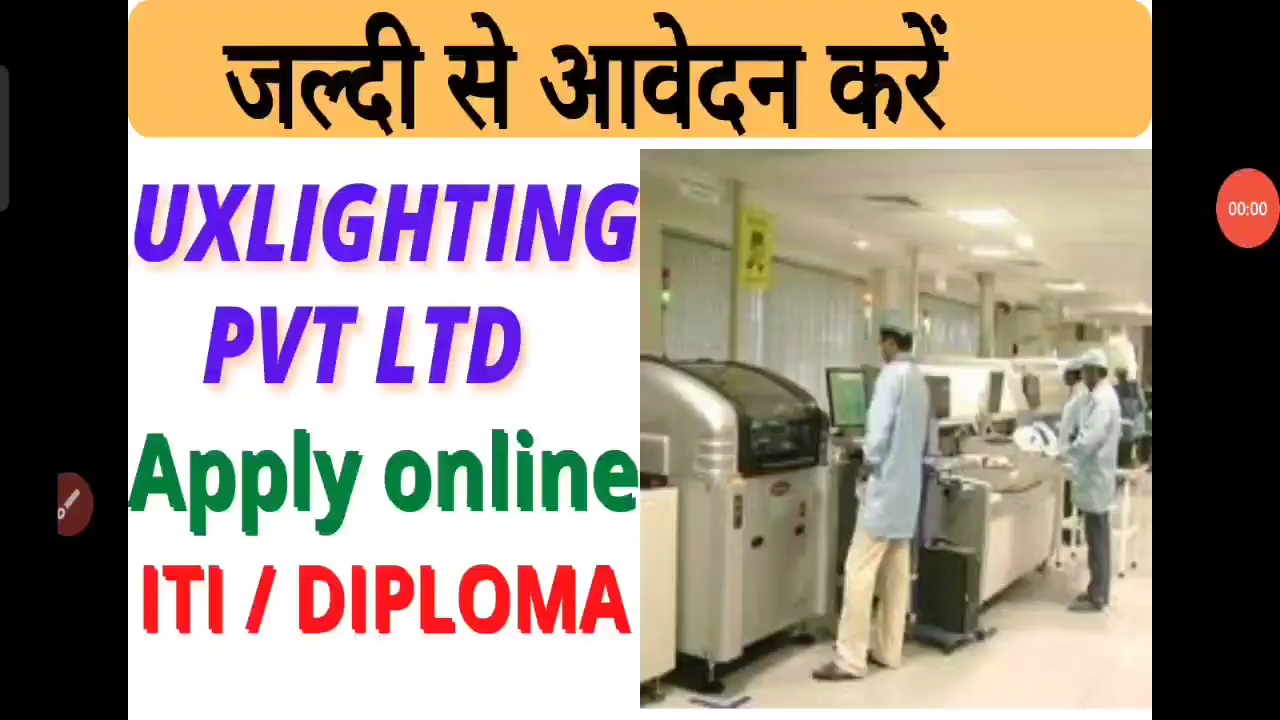 जल्दी से आवेदन करें
UXLIGHTING
PVT LTD
Apply online
ITI / DIPLOMA
00:00